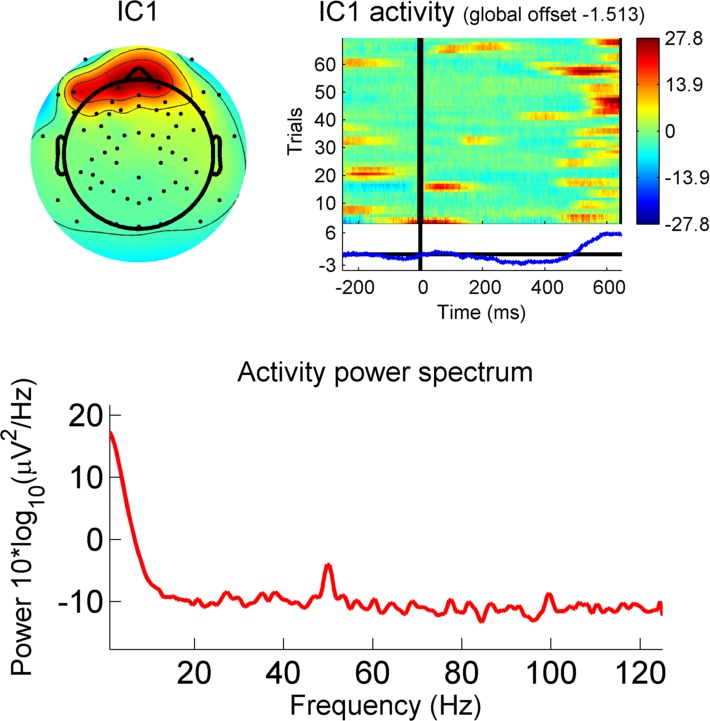 IC1
IC1 activity (global offset -1.513)
Trials
60
50
40
30
20
10
27.8
13.9
0
-13.9
-27.8
6
-3
-200 0 200 400 600
Time (ms)
Activity power spectrum
Power 10*log10(μV2/Hz)
20
10
0
-10
20 40 60 80 100 120
Frequency (Hz)